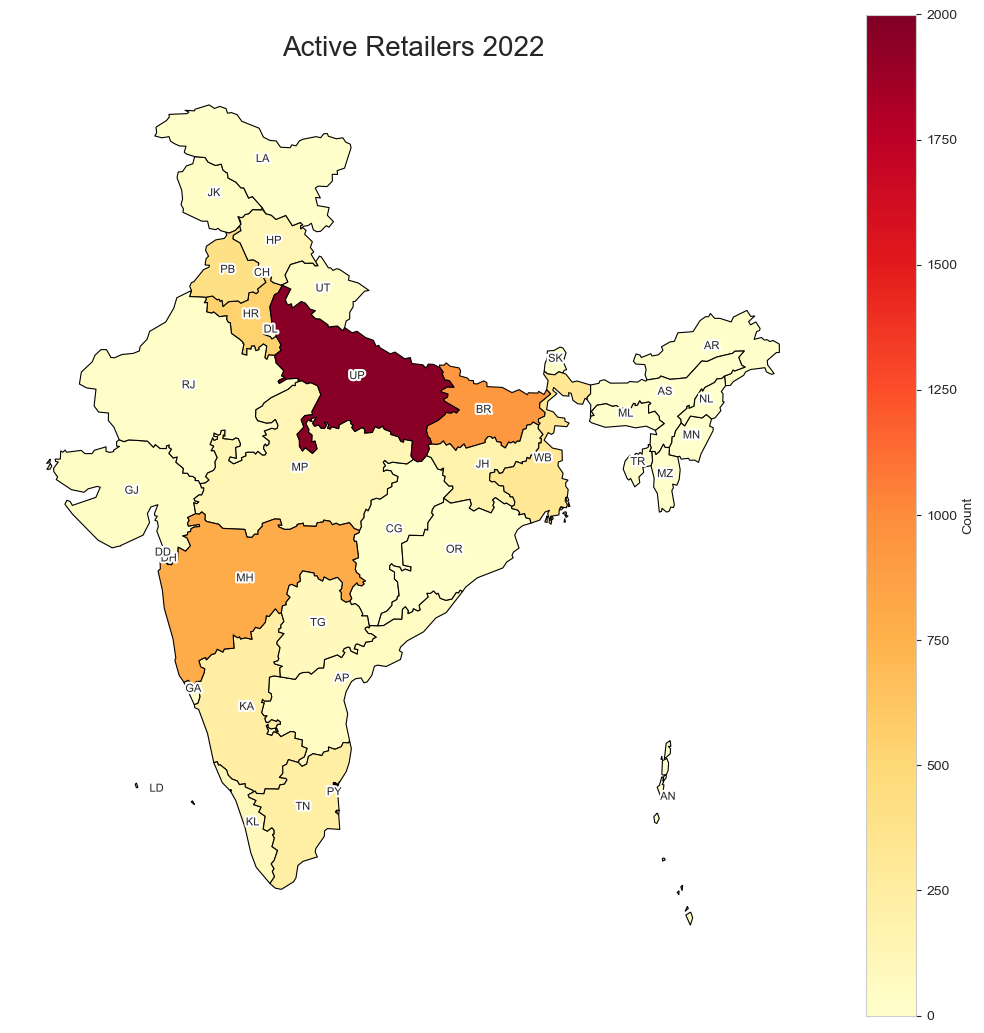 Active Retailers 2022
2000
1750
1500
1250
1000
750
500
250
0
Count
LA
JK
HP
PB
CH
UT
HR
DL
RJ
UP
BR
SK
AR
AS
NL
ML
MN
TR
MZ
WB
JH
MP
GJ
CG
OR
DD
DH
MH
TG
GA
AP
KA
LD
PY
TN
KL
AN